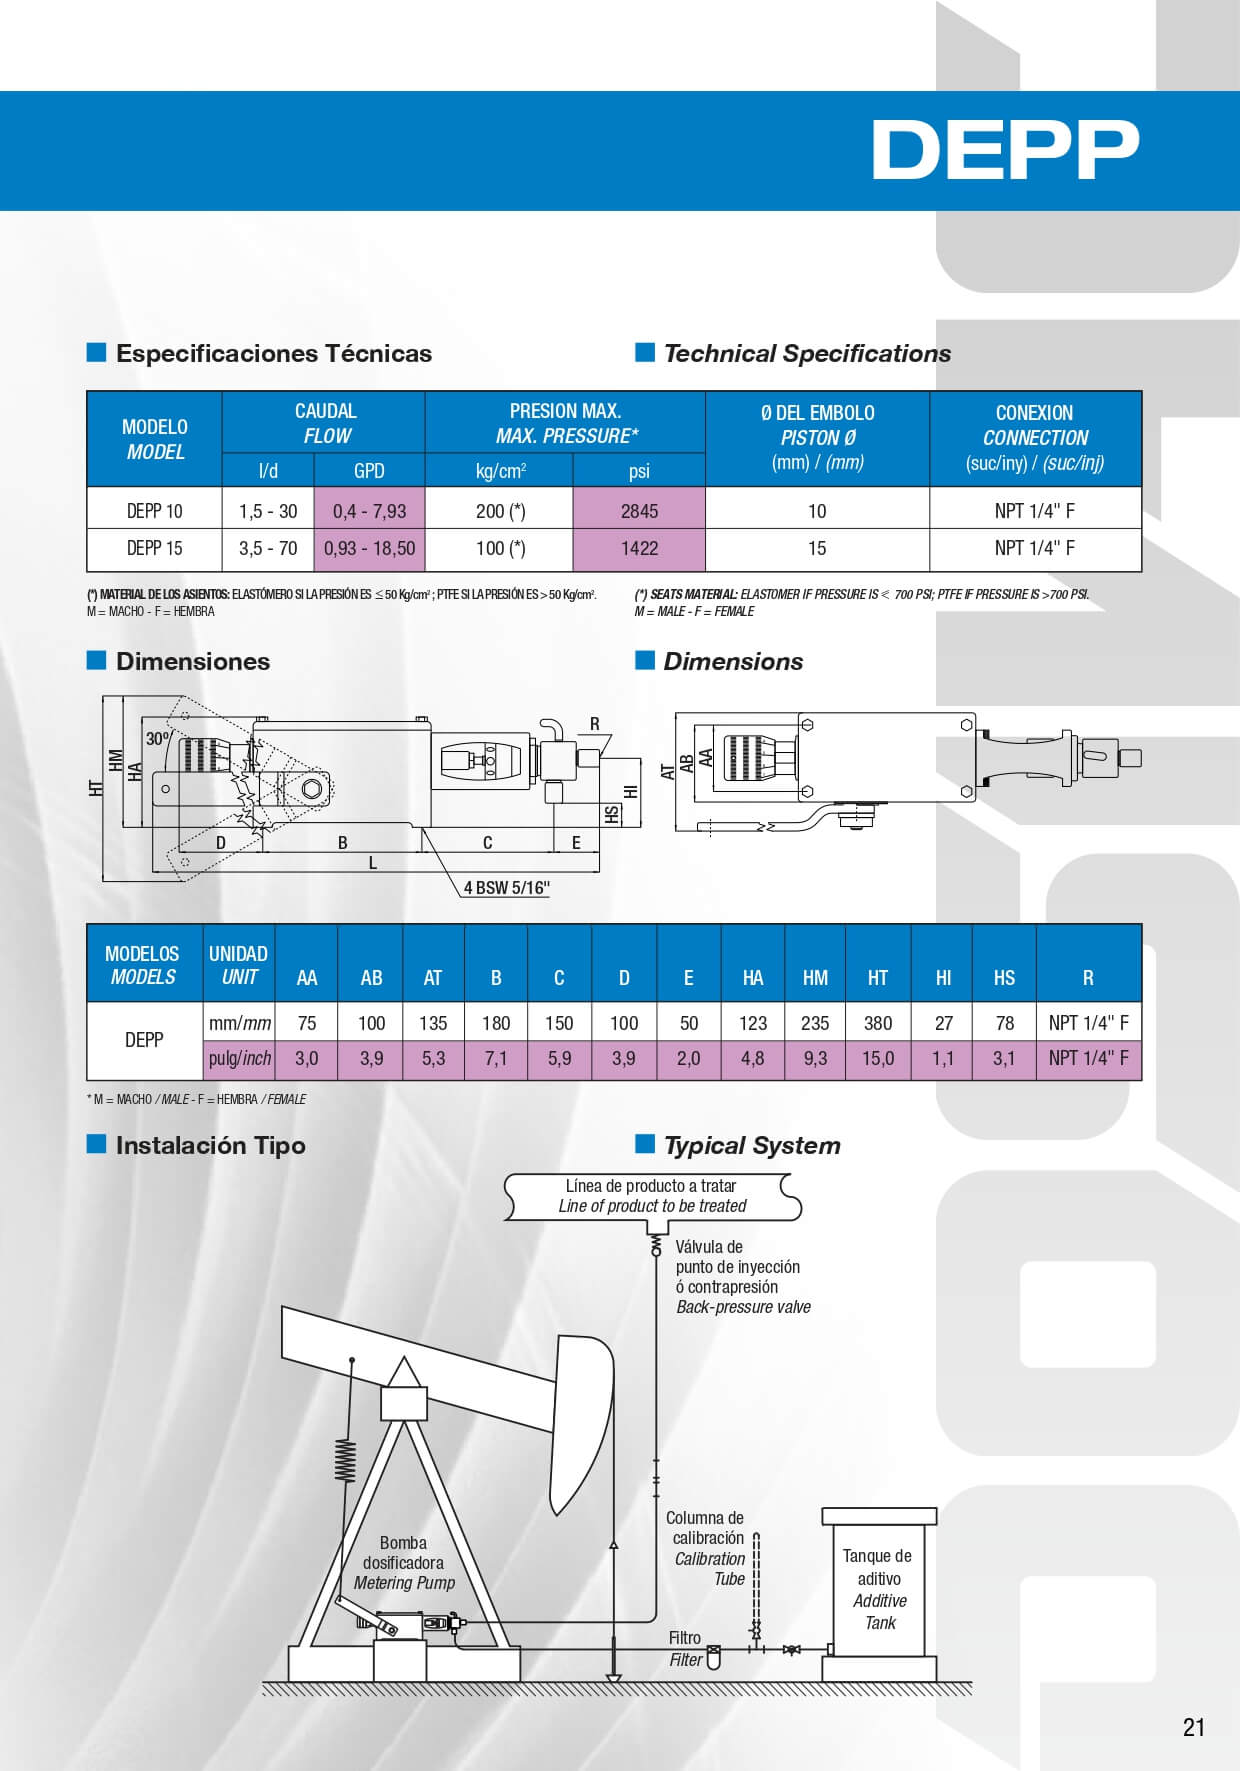 DEPP
Especificaciones Técnicas
Technical Specifications
MODELO
MODEL
CAUDAL
FLOW
PRESION MAX.
MAX. PRESSURE*
Ø DEL EMBOLO
PISTON Ø
(mm) / (mm)
CONEXION
CONNECTION
(suc/iny) / (suc/inj)
l/d GPD kg/cm² psi
DEPP 10 1,5 - 30 0,4 - 7,93 200 (*) 2845 10 NPT 1/4" F
DEPP 15 3,5 - 70 0,93 - 18,50 100 (*) 1422 15 NPT 1/4" F
(*) MATERIAL DE LOS ASIENTOS: ELASTÓMERO SI LA PRESIÓN ES ≤ 50 Kg/cm² ; PTFE SI LA PRESIÓN ES > 50 Kg/cm².
M = MACHO - F = HEMBRA
(*) SEATS MATERIAL: ELASTOMER IF PRESSURE IS ⩽ 700 PSI; PTFE IF PRESSURE IS >700 PSI.
M = MALE - F = FEMALE
Dimensiones
Dimensions
HT
HM
HA
30º
R
HI
HS
D
B
C
E
L
4 BSW 5/16"
AT
AB
AA
MODELOS
MODELS
UNIDAD
UNIT
AA AB AT B C D E HA HM HT HI HS R
DEPP
mm/mm 75 100 135 180 150 100 50 123 235 380 27 78 NPT 1/4" F
pulg/inch 3,0 3,9 5,3 7,1 5,9 3,9 2,0 4,8 9,3 15,0 1,1 3,1 NPT 1/4" F
* M = MACHO / MALE - F = HEMBRA / FEMALE
Instalación Tipo
Typical System
Línea de producto a tratar
Line of product to be treated
Válvula de
punto de inyección
ó contrapresión
Back-pressure valve
Columna de
calibración
Calibration
Tube
Bomba
dosificadora
Metering Pump
Tanque de
aditivo
Additive
Tank
Filtro
Filter
21